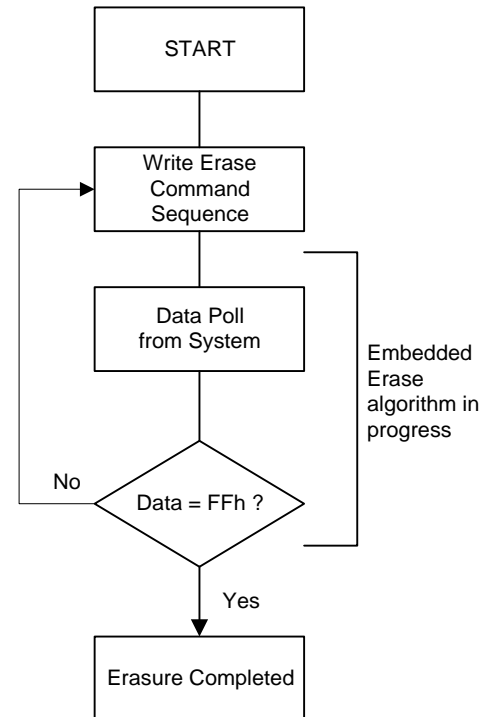 START
Write Erase
Command
Sequence
Data Poll
from System
Embedded
Erase
algorithm in
progress
No
Data = FFh ?
Yes
Erasure Completed